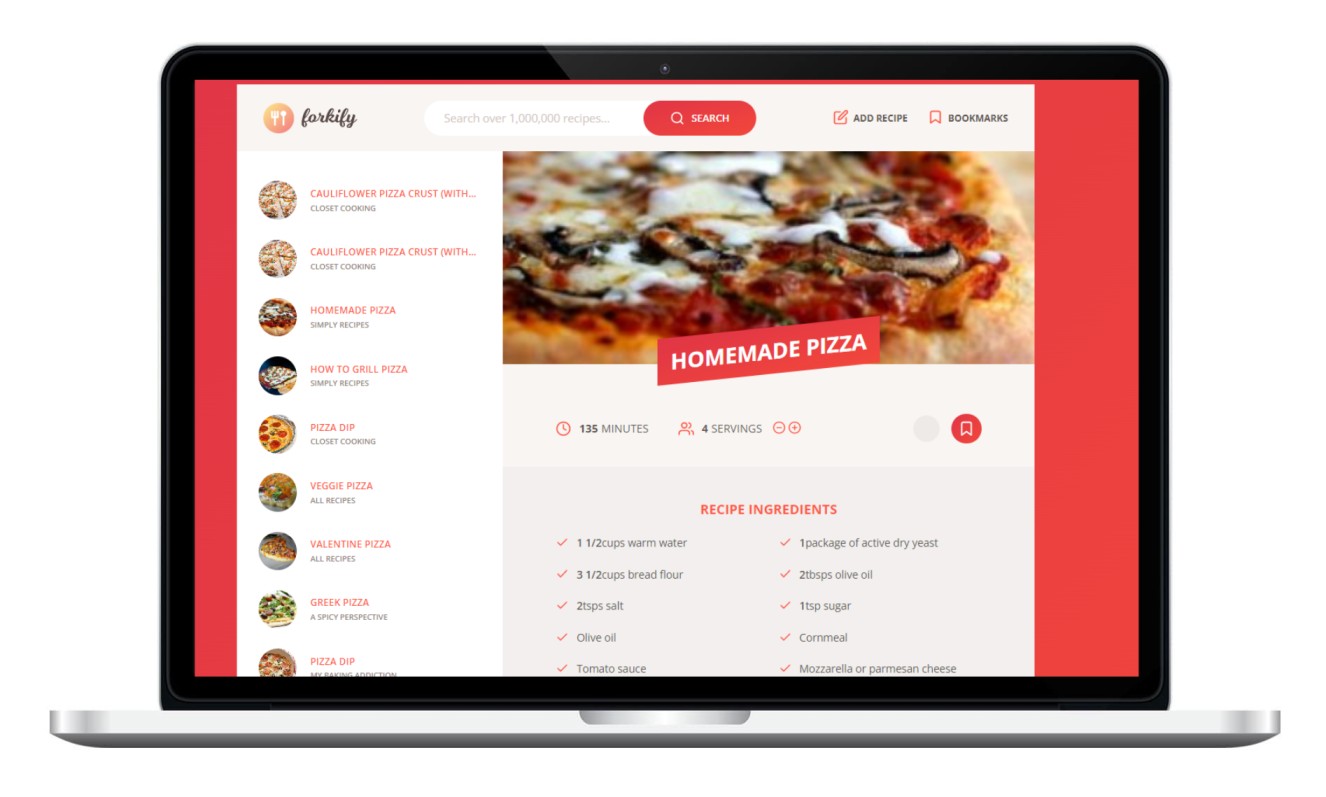 forkify
Search over 1,000,000 recipes...
SEARCH
ADD RECIPE
BOOKMARKS
CAULIFLOWER PIZZA CRUST (WITH...
CLOSET COOKING
CAULIFLOWER PIZZA CRUST (WITH...
CLOSET COOKING
HOMEMADE PIZZA
SIMPLY RECIPES
HOW TO GRILL PIZZA
SIMPLY RECIPES
PIZZA DIP
CLOSET COOKING
VEGGIE PIZZA
ALL RECIPES
VALENTINE PIZZA
ALL RECIPES
GREEK PIZZA
A SPICY PERSPECTIVE
PIZZA DIP
MY BAKING ADDICTION
HOMEMADE PIZZA
135 MINUTES
4 SERVINGS
RECIPE INGREDIENTS
1 1/2cups warm water
1package of active dry yeast
3 1/2cups bread flour
2tbsps olive oil
2tsps salt
1tsp sugar
Olive oil
Cornmeal
Tomato sauce
Mozzarella or parmesan cheese